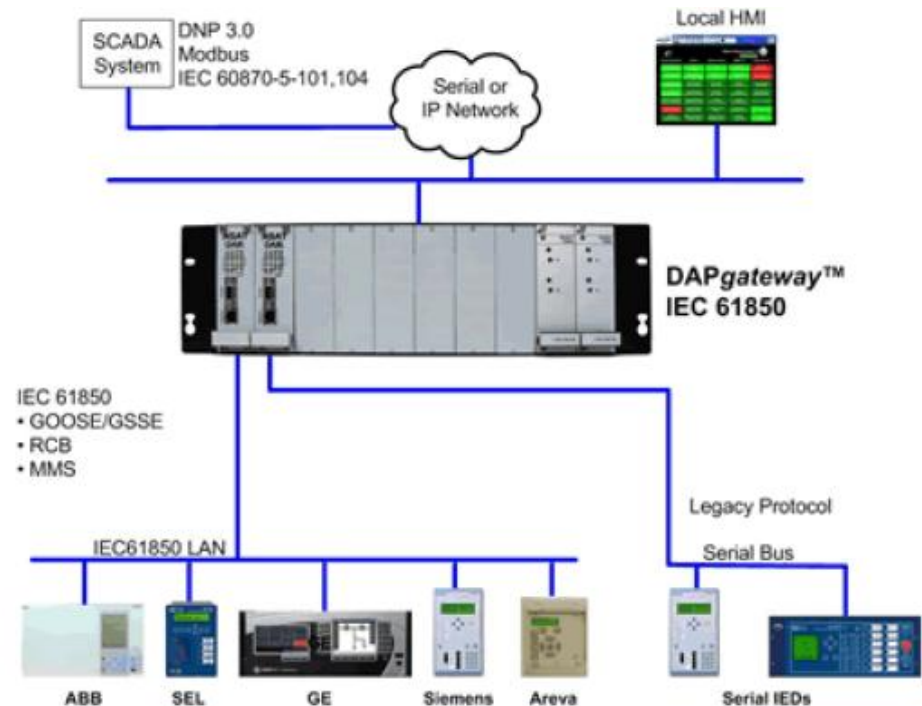 SCADA
System
DNP 3.0
Modbus
IEC 60870-5-101,104
Serial or
IP Network
Local HMI
DAPgateway™
IEC 61850
IEC 61850
• GOOSE/GSSE
• RCB
• MMS
Legacy Protocol
Serial Bus
IEC61850 LAN
ABB
SEL
GE
Siemens
Areva
Serial IEDs